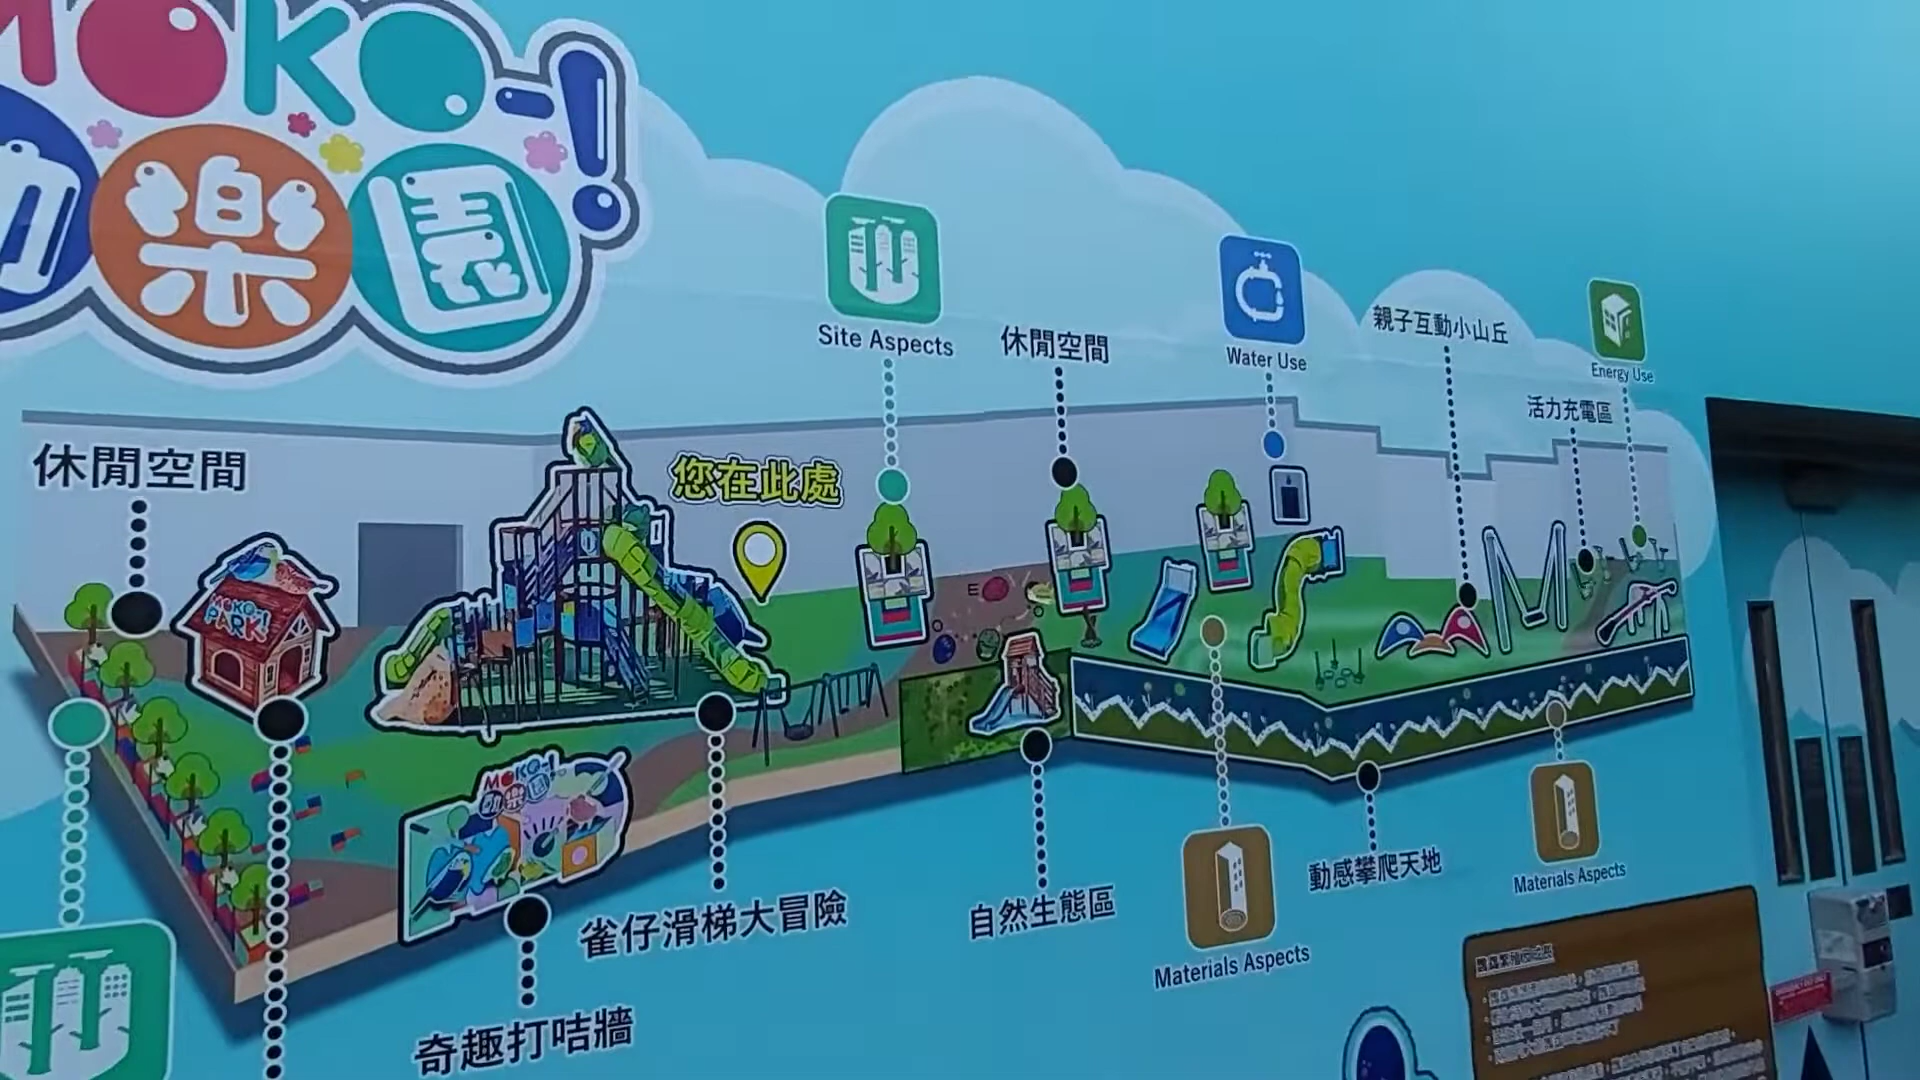 MOKO-!
樂園
Site Aspects
休閒空間
Water Use
親子互動小山丘
Energy Use
活力充電區
休閒空間
您在此處
MOKO-!
PARK
MOKO-!
樂園
雀仔滑梯大冒險
自然生態區
動感攀爬天地
Materials Aspects
Materials Aspects
奇趣打咭牆